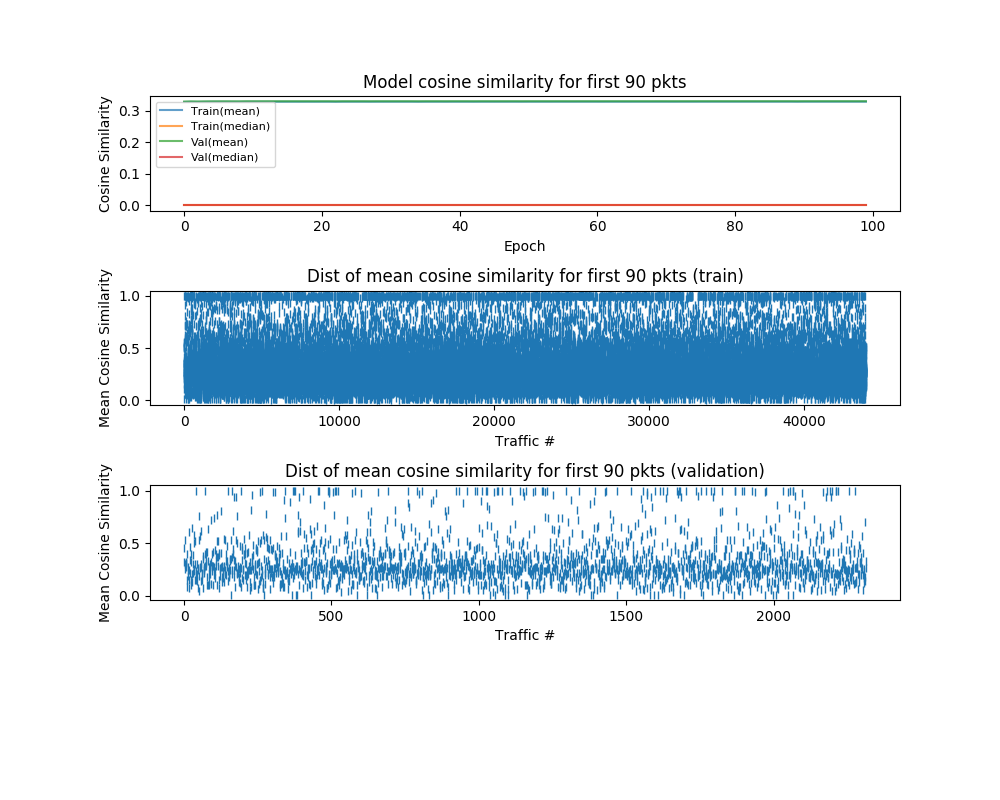 Model cosine similarity for first 90 pkts
Cosine Similarity
0.3
0.2
0.1
0.0
Train(mean)
Train(median)
Val(mean)
Val(median)
0 20 40 60 80 100
Epoch
Dist of mean cosine similarity for first 90 pkts (train)
Mean Cosine Similarity
1.0
0.5
0.0
0 10000 20000 30000 40000
Traffic #
Dist of mean cosine similarity for first 90 pkts (validation)
Mean Cosine Similarity
1.0
0.5
0.0
0 500 1000 1500 2000
Traffic #